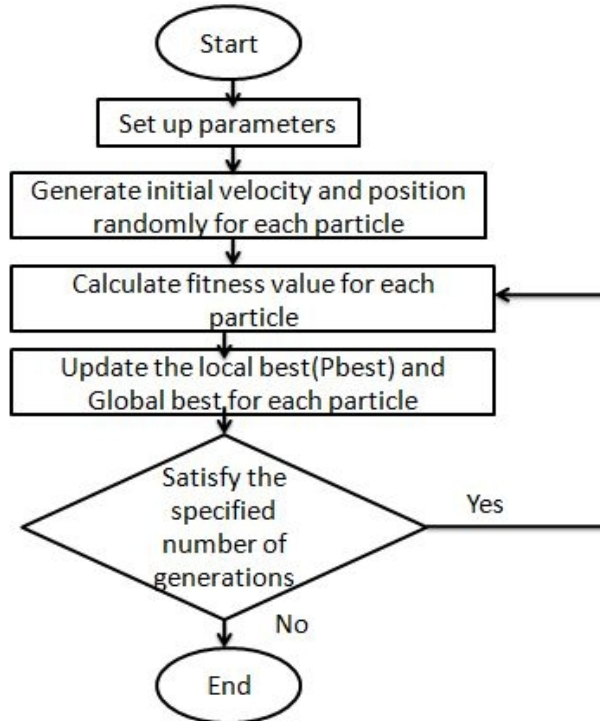 Start
Set up parameters
Generate initial velocity and position
randomly for each particle
Calculate fitness value for each
particle
Update the local best(Pbest) and
Global best for each particle
Satisfy the
specified
number of
generations
Yes
No
End